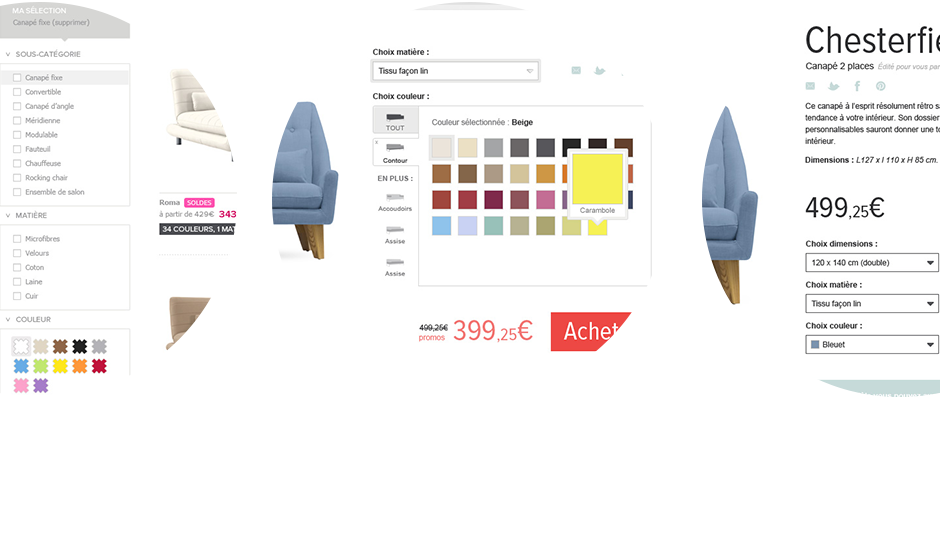 MA SÉLECTION
Canapé fixe (supprimer)
SOUS-CATÉGORIE
Canapé fixe
Convertible
Canapé d'angle
Méridienne
Modulable
Fauteuil
Chauffeuse
Rocking chair
Ensemble de salon
MATIÈRE
Microfibres
Velours
Coton
Laine
Cuir
COULEUR
Roma SOLDES
à partir de 429€ 343
34 COULEURS, 1 MAT
Choix matière :
Tissu façon lin
Choix couleur :
TOUT
Contour
EN PLUS :
Accoudoirs
Assise
Assise
Couleur sélectionnée : Beige
Carambole
499,25€
promos
399,25€
Achet
Chesterfie
Canapé 2 places Édité pour vous par
Ce canapé à l'esprit résolument rétro s
tendance à votre intérieur. Son dossier
personnalisables sauront donner une to
intérieur.
Dimensions : L127 x l 110 x H 85 cm.
499,25€
Choix dimensions :
120 x 140 cm (double)
Choix matière :
Tissu façon lin
Choix couleur :
Bleuet